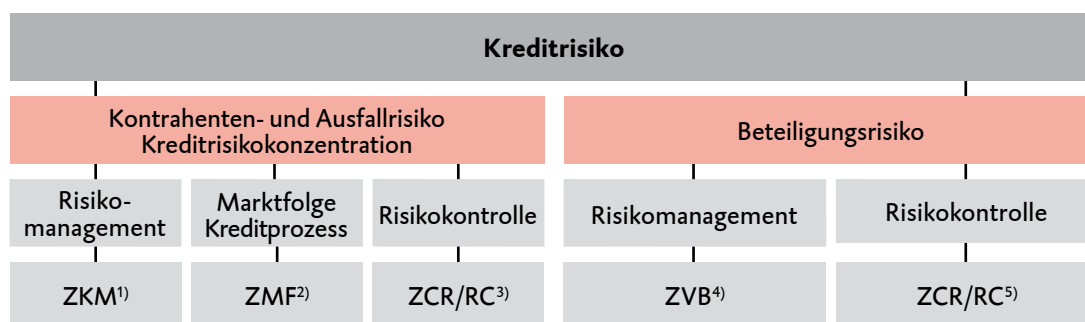 Kreditrisiko
Kontrahenten- und Ausfallrisiko
Kreditrisikokonzentration
Beteiligungsrisiko
Risiko-
management
Marktfolge
Kreditprozess
Risikokontrolle
Risikomanagement
Risikokontrolle
ZKM1)
ZMF2)
ZCR/RC3)
ZVB4)
ZCR/RC5)